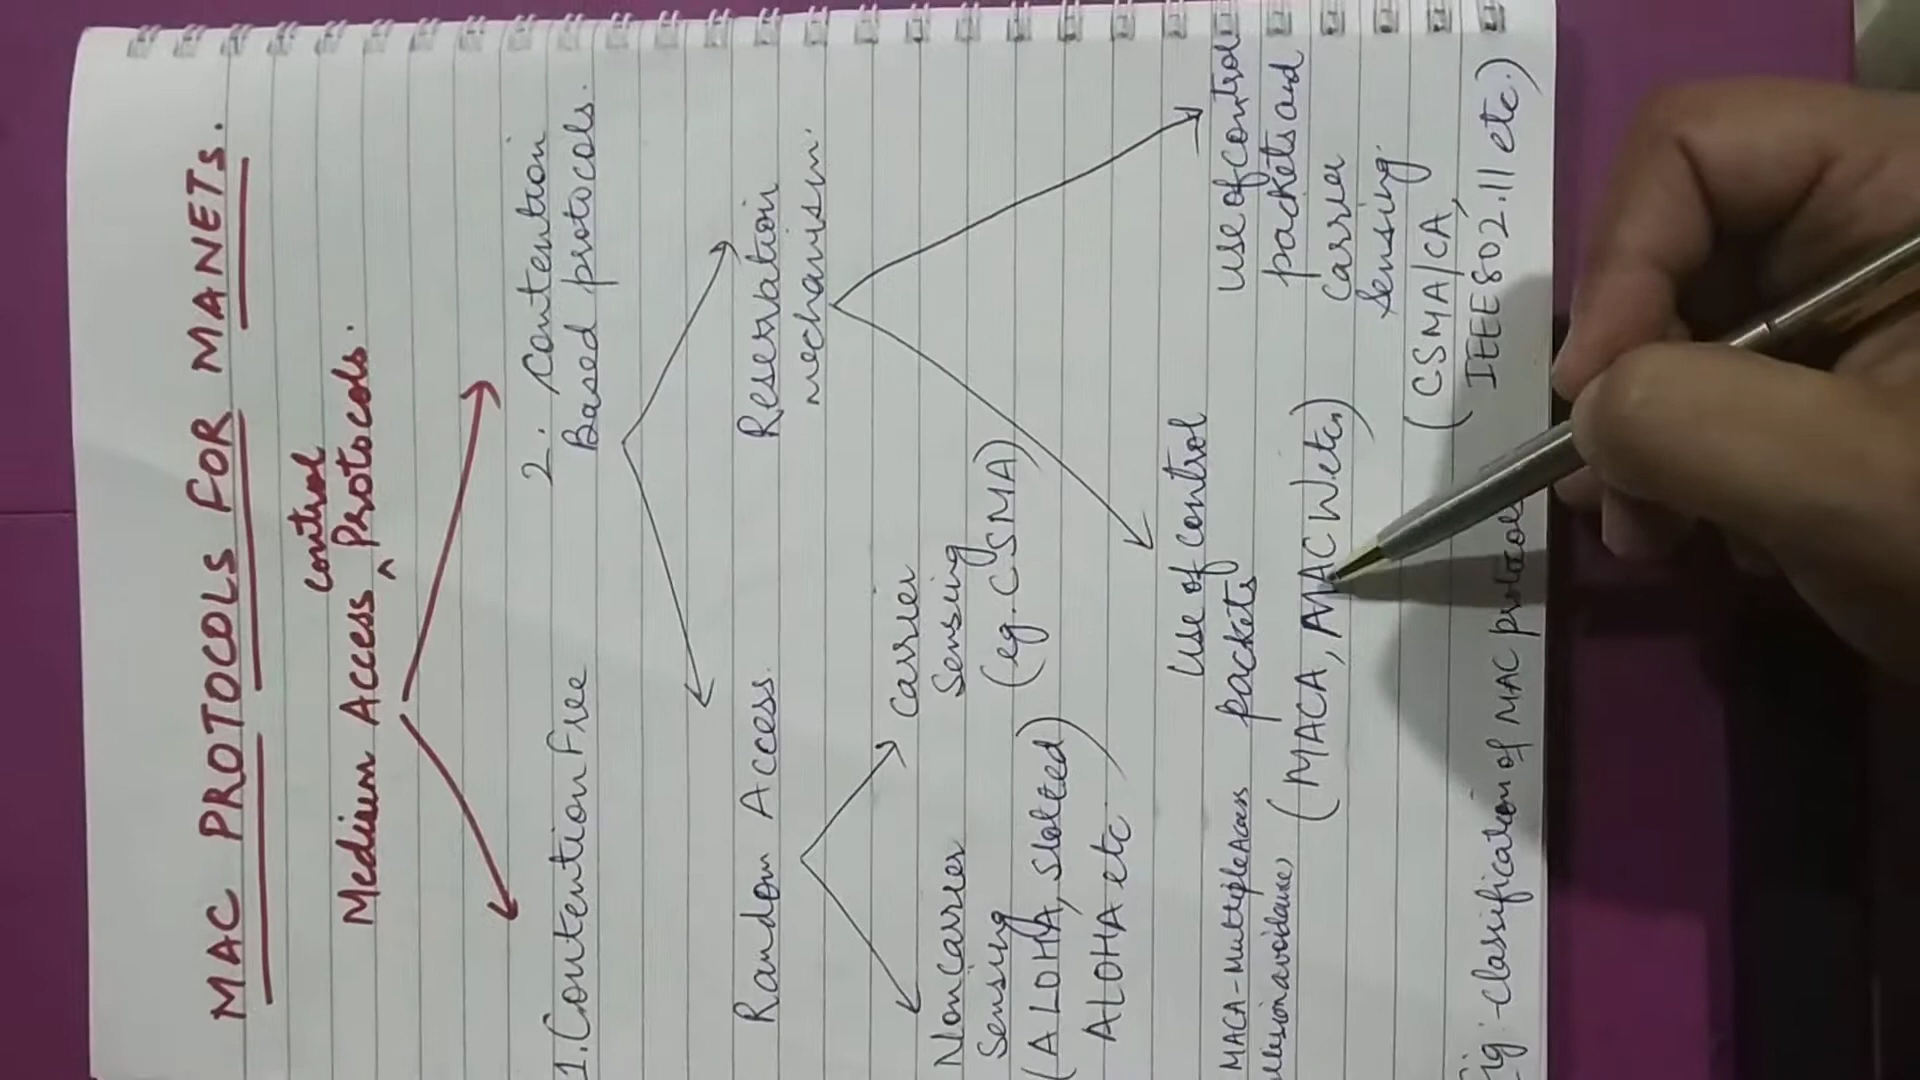 MAC PROTOCOLS FOR MANETs.
control
Medium Access ^ Protocols.
1. Contention Free
2. Contention
Based protocols.
Random Access
Reservation
Mechanism.
Non Carrier
Sensing
(ALOHA, Slotted
ALOHA etc)
Carrier
Sensing
(eg. CSMA)
Use of control
packets
(MACA, MACW etc)
Use of control
packets and
Carrier
Sensing.
(CSMA/CA,
IEEE 802.11 etc.)
MACA - Multiple Access
collision avoidance
Fig:- classification of MAC protocols